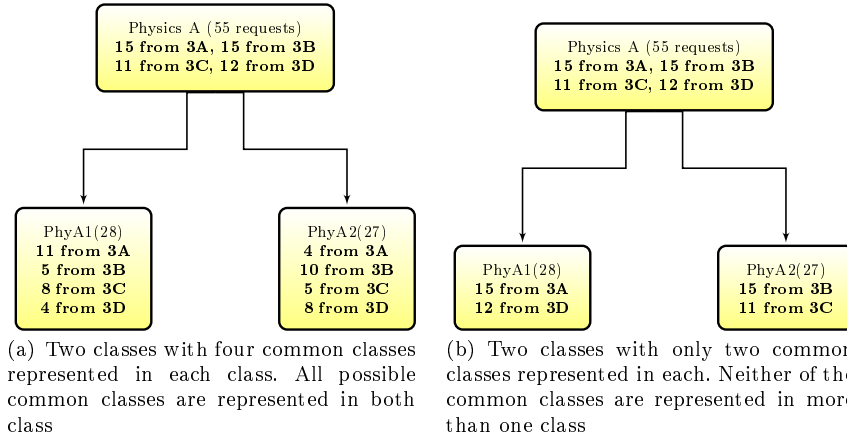 Physics A (55 requests)
15 from 3A, 15 from 3B
11 from 3C, 12 from 3D
PhyA1(28)
11 from 3A
5 from 3B
8 from 3C
4 from 3D
PhyA2(27)
4 from 3A
10 from 3B
5 from 3C
8 from 3D
(a) Two classes with four common classes
represented in each class. All possible
common classes are represented in both
class
Physics A (55 requests)
15 from 3A, 15 from 3B
11 from 3C, 12 from 3D
PhyA1(28)
15 from 3A
12 from 3D
PhyA2(27)
15 from 3B
11 from 3C
(b) Two classes with only two common
classes represented in each. Neither of the
common classes are represented in more
than one class